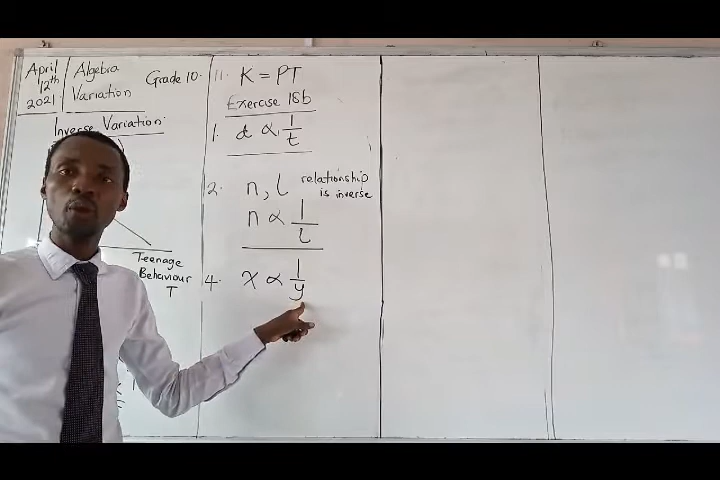 April
12th
2021
Algebra
Variation
Grade 10.
Inverse Variation.
Teenage
Behaviour
T
11. K = PT
Exercise 18b
1. d ∝ 1/t
2. n, l relationship
is inverse
n ∝ 1/l
4. x ∝ 1/y